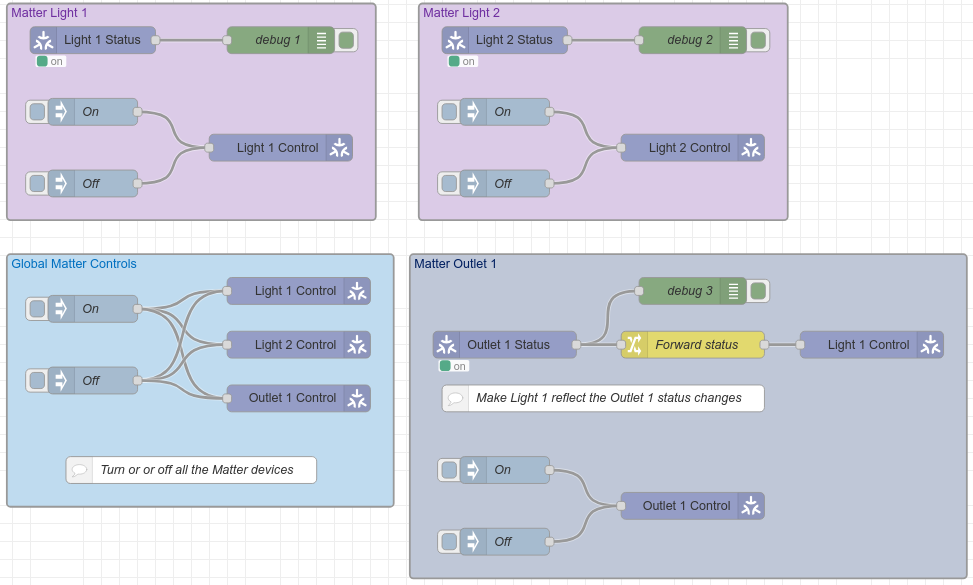 Matter Light 1
Light 1 Status
debug 1
on
On
Light 1 Control
Off
Matter Light 2
Light 2 Status
debug 2
on
On
Light 2 Control
Off
Global Matter Controls
On
Off
Light 1 Control
Light 2 Control
Outlet 1 Control
Turn or or off all the Matter devices
Matter Outlet 1
debug 3
Outlet 1 Status
Forward status
Light 1 Control
on
Make Light 1 reflect the Outlet 1 status changes
On
Outlet 1 Control
Off